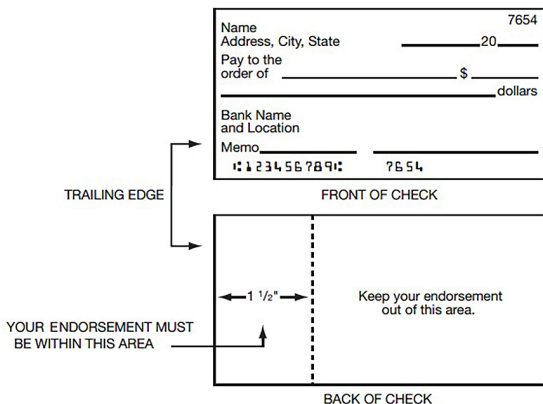 7654
Name
Address, City, State 20
Pay to the
order of $
dollars
Bank Name
and Location
Memo
⑆123456789⑆ 7654
TRAILING EDGE
FRONT OF CHECK
1 1/2"
Keep your endorsement
out of this area.
YOUR ENDORSEMENT MUST
BE WITHIN THIS AREA
BACK OF CHECK